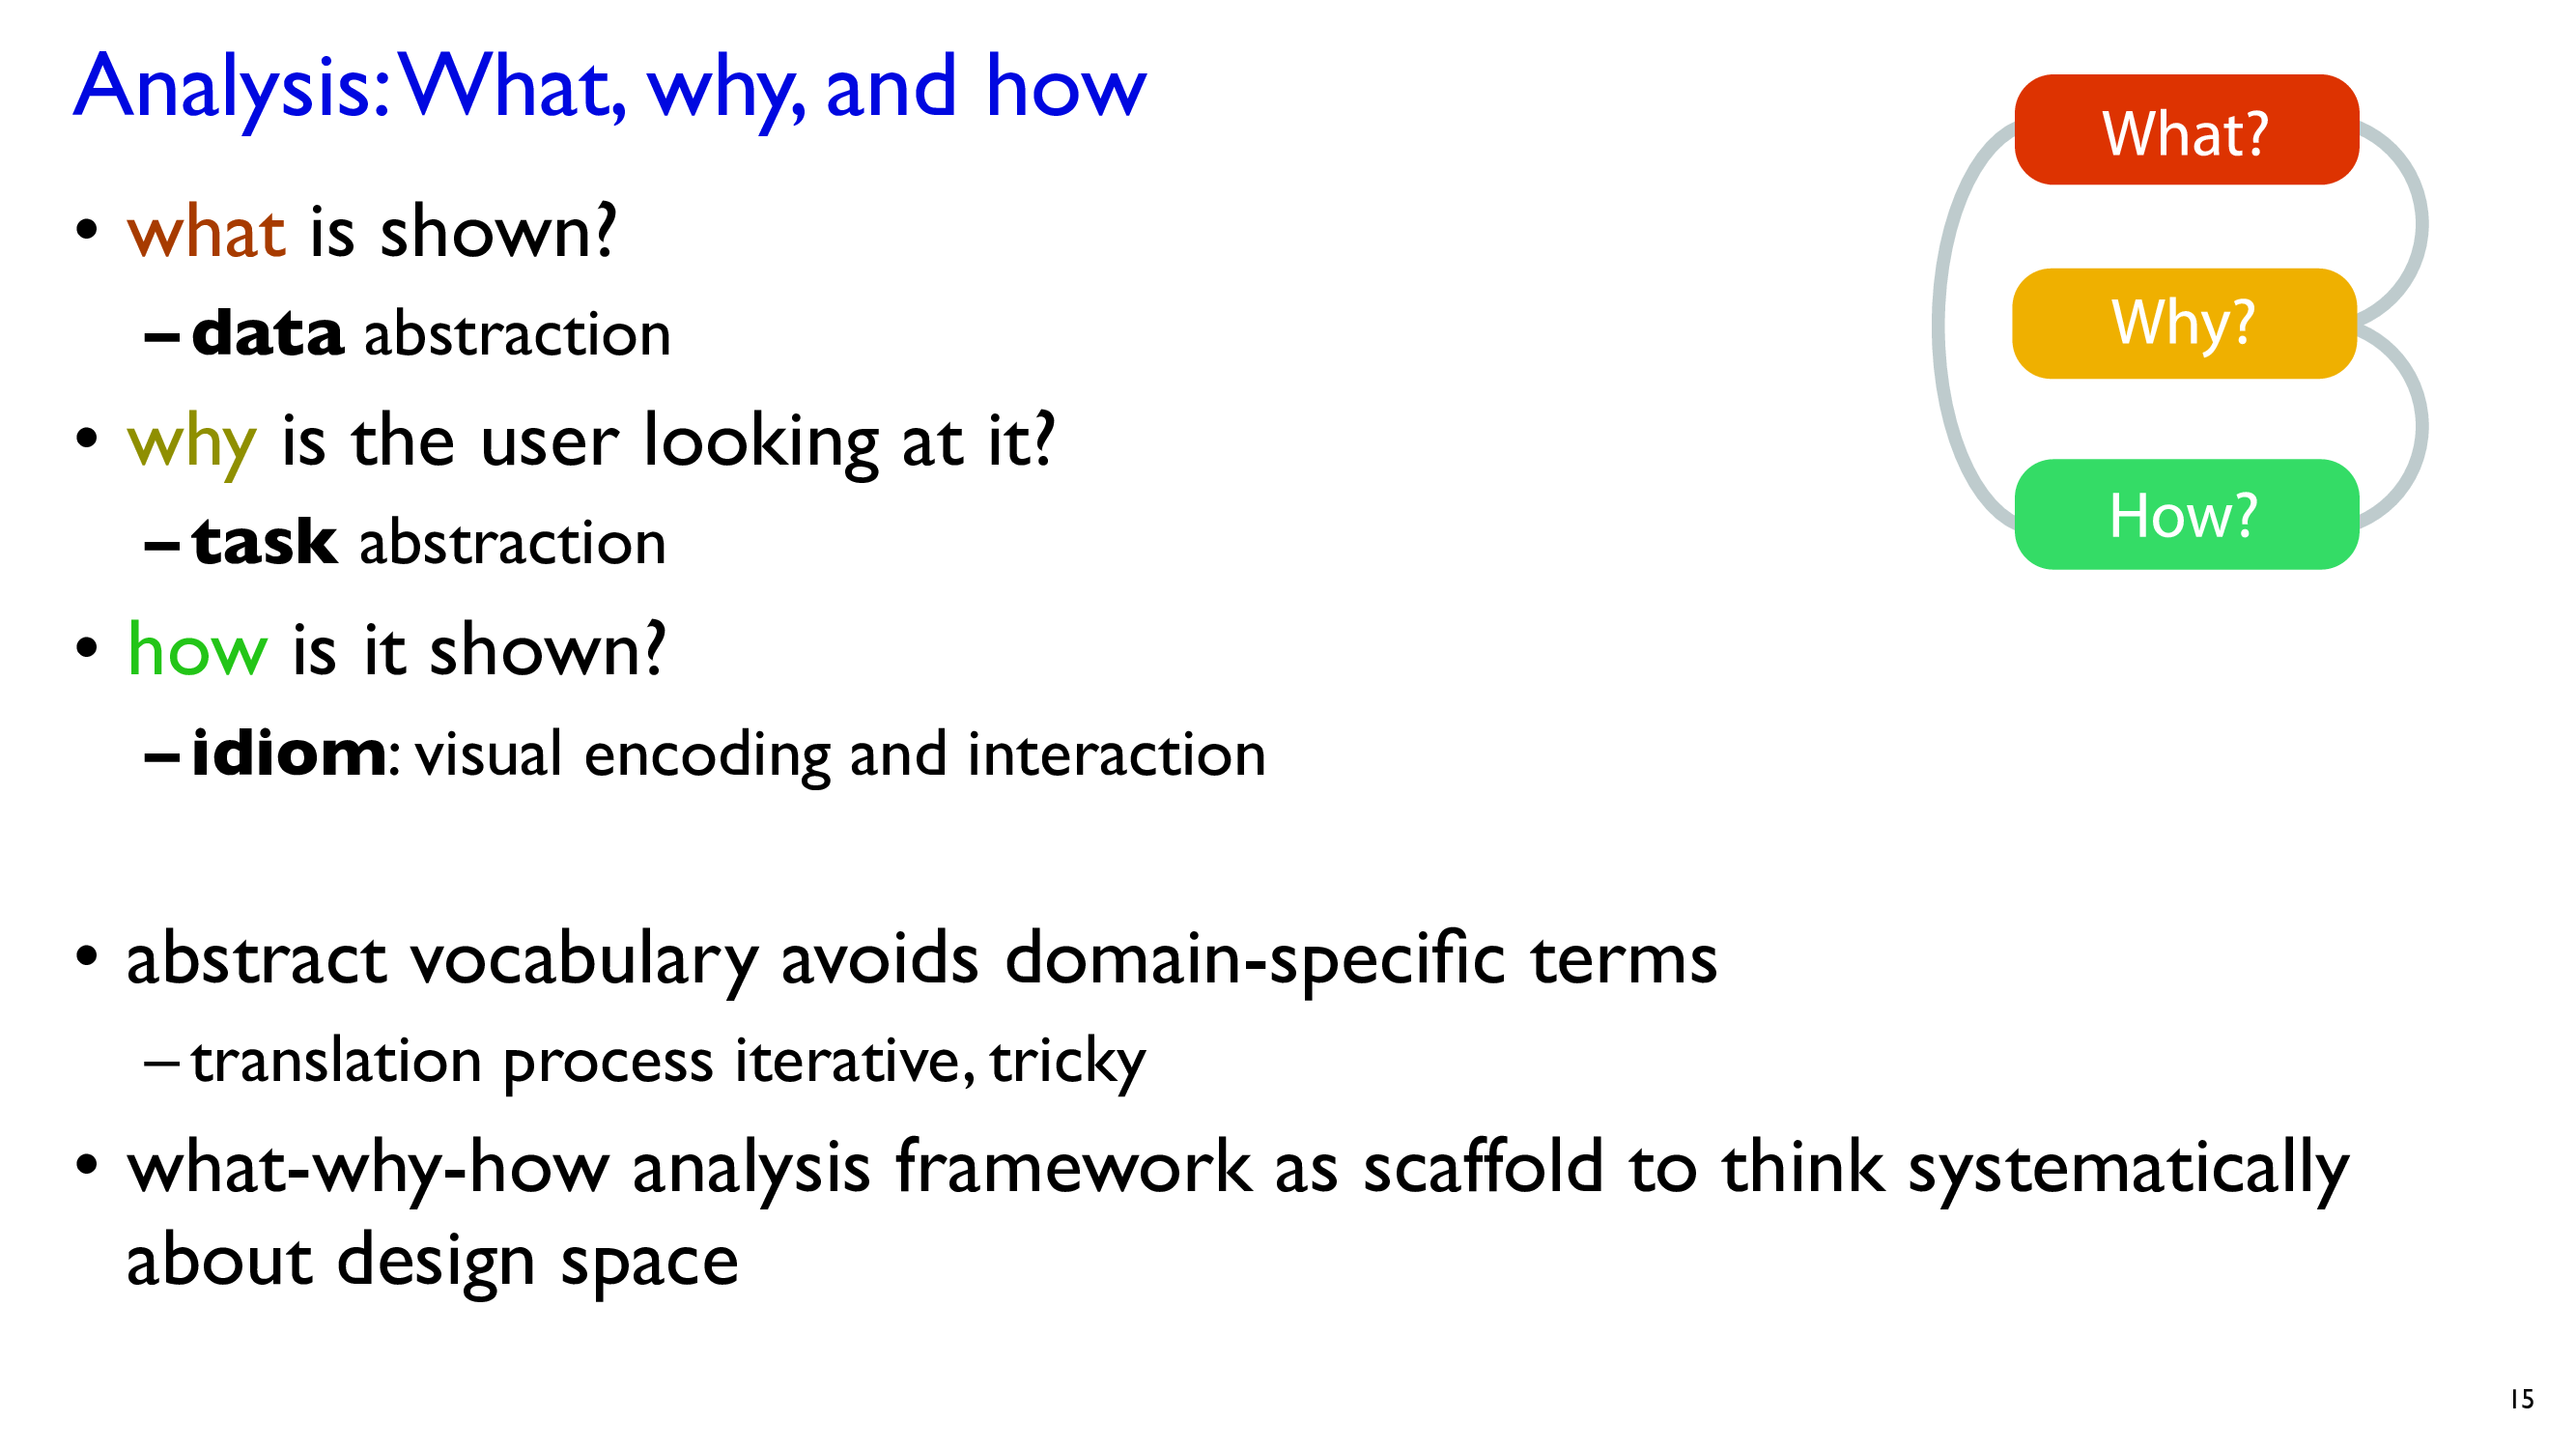 Analysis: What, why, and how
• what is shown?
– data abstraction
• why is the user looking at it?
– task abstraction
• how is it shown?
– idiom: visual encoding and interaction
• abstract vocabulary avoids domain-specific terms
– translation process iterative, tricky
• what-why-how analysis framework as scaffold to think systematically
about design space
What?
Why?
How?
15